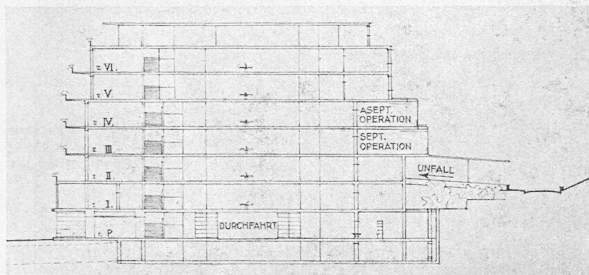 VI.
V.
ASEPT.
OPERATION
IV.
SEPT.
OPERATION
III
UNFALL
II
I.
DURCHFAHRT
P.